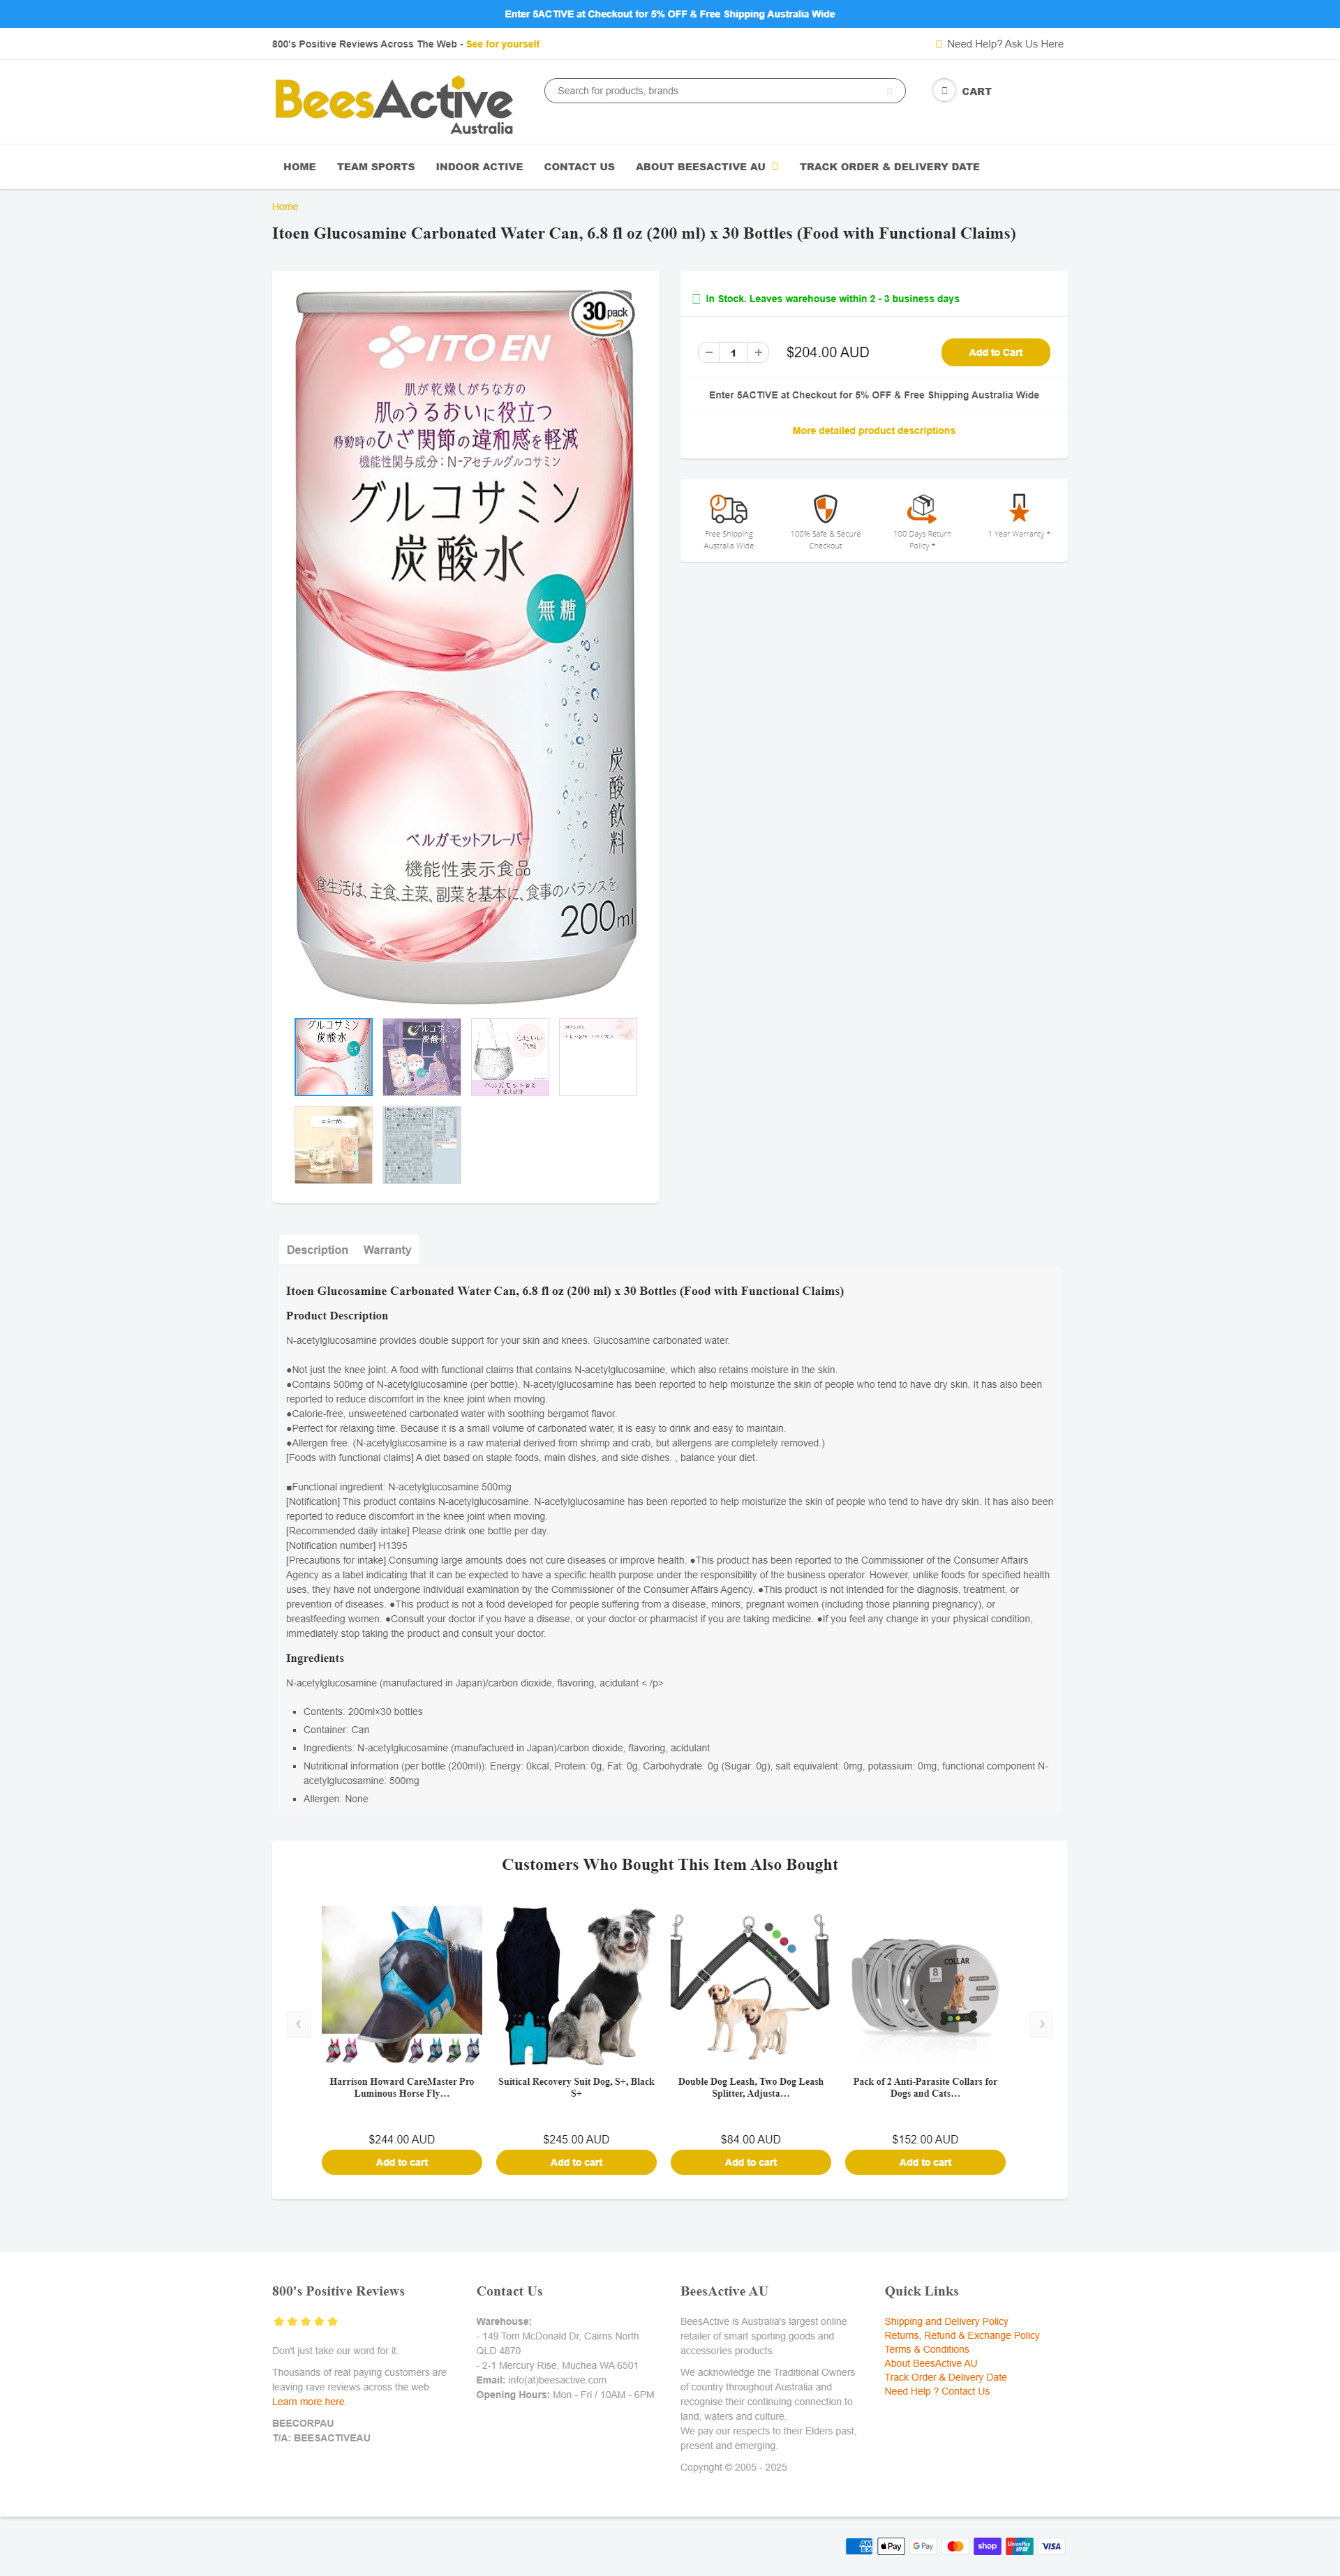 Enter 5ACTIVE at Checkout for 5% OFF & Free Shipping Australia Wide
800's Positive Reviews Across The Web - See for yourself
Need Help? Ask Us Here
BeesActive
Australia
Search for products, brands
CART
HOME
TEAM SPORTS
INDOOR ACTIVE
CONTACT US
ABOUT BEESACTIVE AU
TRACK ORDER & DELIVERY DATE
Home
Itoen Glucosamine Carbonated Water Can, 6.8 fl oz (200 ml) x 30 Bottles (Food with Functional Claims)
30 pack
ITO EN
肌が乾燥しがちな方の
肌のうるおいに役立つ
移動時のひざ関節の違和感を軽減
機能性関与成分：N-アセチルグルコサミン
グルコサミン
炭酸水
無糖
炭酸飲料
ベルガモットフレーバー
機能性表示食品
食生活は、主食、主菜、副菜を基本に、食事のバランスを。
200ml
In Stock. Leaves warehouse within 2 - 3 business days
1
$204.00 AUD
Add to Cart
Enter 5ACTIVE at Checkout for 5% OFF & Free Shipping Australia Wide
More detailed product descriptions
Free Shipping
Australia Wide
100% Safe & Secure
Checkout
100 Days Return
Policy *
1 Year Warranty *
グルコサミン
炭酸水
グルコサミン
炭酸水
Description
Warranty
Itoen Glucosamine Carbonated Water Can, 6.8 fl oz (200 ml) x 30 Bottles (Food with Functional Claims)
Product Description
N-acetylglucosamine provides double support for your skin and knees. Glucosamine carbonated water.
●Not just the knee joint. A food with functional claims that contains N-acetylglucosamine, which also retains moisture in the skin.
●Contains 500mg of N-acetylglucosamine (per bottle). N-acetylglucosamine has been reported to help moisturize the skin of people who tend to have dry skin. It has also been
reported to reduce discomfort in the knee joint when moving.
●Calorie-free, unsweetened carbonated water with soothing bergamot flavor.
●Perfect for relaxing time. Because it is a small volume of carbonated water, it is easy to drink and easy to maintain.
●Allergen free. (N-acetylglucosamine is a raw material derived from shrimp and crab, but allergens are completely removed.)
[Foods with functional claims] A diet based on staple foods, main dishes, and side dishes. , balance your diet.
■Functional ingredient: N-acetylglucosamine 500mg
[Notification] This product contains N-acetylglucosamine. N-acetylglucosamine has been reported to help moisturize the skin of people who tend to have dry skin. It has also been
reported to reduce discomfort in the knee joint when moving.
[Recommended daily intake] Please drink one bottle per day.
[Notification number] H1395
[Precautions for intake] Consuming large amounts does not cure diseases or improve health. ●This product has been reported to the Commissioner of the Consumer Affairs
Agency as a label indicating that it can be expected to have a specific health purpose under the responsibility of the business operator. However, unlike foods for specified health
uses, they have not undergone individual examination by the Commissioner of the Consumer Affairs Agency. ●This product is not intended for the diagnosis, treatment, or
prevention of diseases. ●This product is not a food developed for people suffering from a disease, minors, pregnant women (including those planning pregnancy), or
breastfeeding women. ●Consult your doctor if you have a disease, or your doctor or pharmacist if you are taking medicine. ●If you feel any change in your physical condition,
immediately stop taking the product and consult your doctor.
Ingredients
N-acetylglucosamine (manufactured in Japan)/carbon dioxide, flavoring, acidulant < /p>
Contents: 200ml×30 bottles
Container: Can
Ingredients: N-acetylglucosamine (manufactured in Japan)/carbon dioxide, flavoring, acidulant
Nutritional information (per bottle (200ml)): Energy: 0kcal, Protein: 0g, Fat: 0g, Carbohydrate: 0g (Sugar: 0g), salt equivalent: 0mg, potassium: 0mg, functional component N-
acetylglucosamine: 500mg
Allergen: None
Customers Who Bought This Item Also Bought
COLLAR
8
Harrison Howard CareMaster Pro
Luminous Horse Fly…
Suitical Recovery Suit Dog, S+, Black
S+
Double Dog Leash, Two Dog Leash
Splitter, Adjusta…
Pack of 2 Anti-Parasite Collars for
Dogs and Cats…
$244.00 AUD
$245.00 AUD
$84.00 AUD
$152.00 AUD
Add to cart
Add to cart
Add to cart
Add to cart
800's Positive Reviews
Don't just take our word for it.
Thousands of real paying customers are
leaving rave reviews across the web.
Learn more here.
BEECORPAU
T/A: BEESACTIVEAU
Contact Us
Warehouse:
- 149 Tom McDonald Dr, Cairns North
QLD 4870
- 2-1 Mercury Rise, Muchea WA 6501
Email: info(at)beesactive.com
Opening Hours: Mon - Fri / 10AM - 6PM
BeesActive AU
BeesActive is Australia's largest online
retailer of smart sporting goods and
accessories products.
We acknowledge the Traditional Owners
of country throughout Australia and
recognise their continuing connection to
land, waters and culture.
We pay our respects to their Elders past,
present and emerging.
Copyright © 2005 - 2025
Quick Links
Shipping and Delivery Policy
Returns, Refund & Exchange Policy
Terms & Conditions
About BeesActive AU
Track Order & Delivery Date
Need Help ? Contact Us
AMEX
Pay
G Pay
shop
UnionPay
银联
VISA